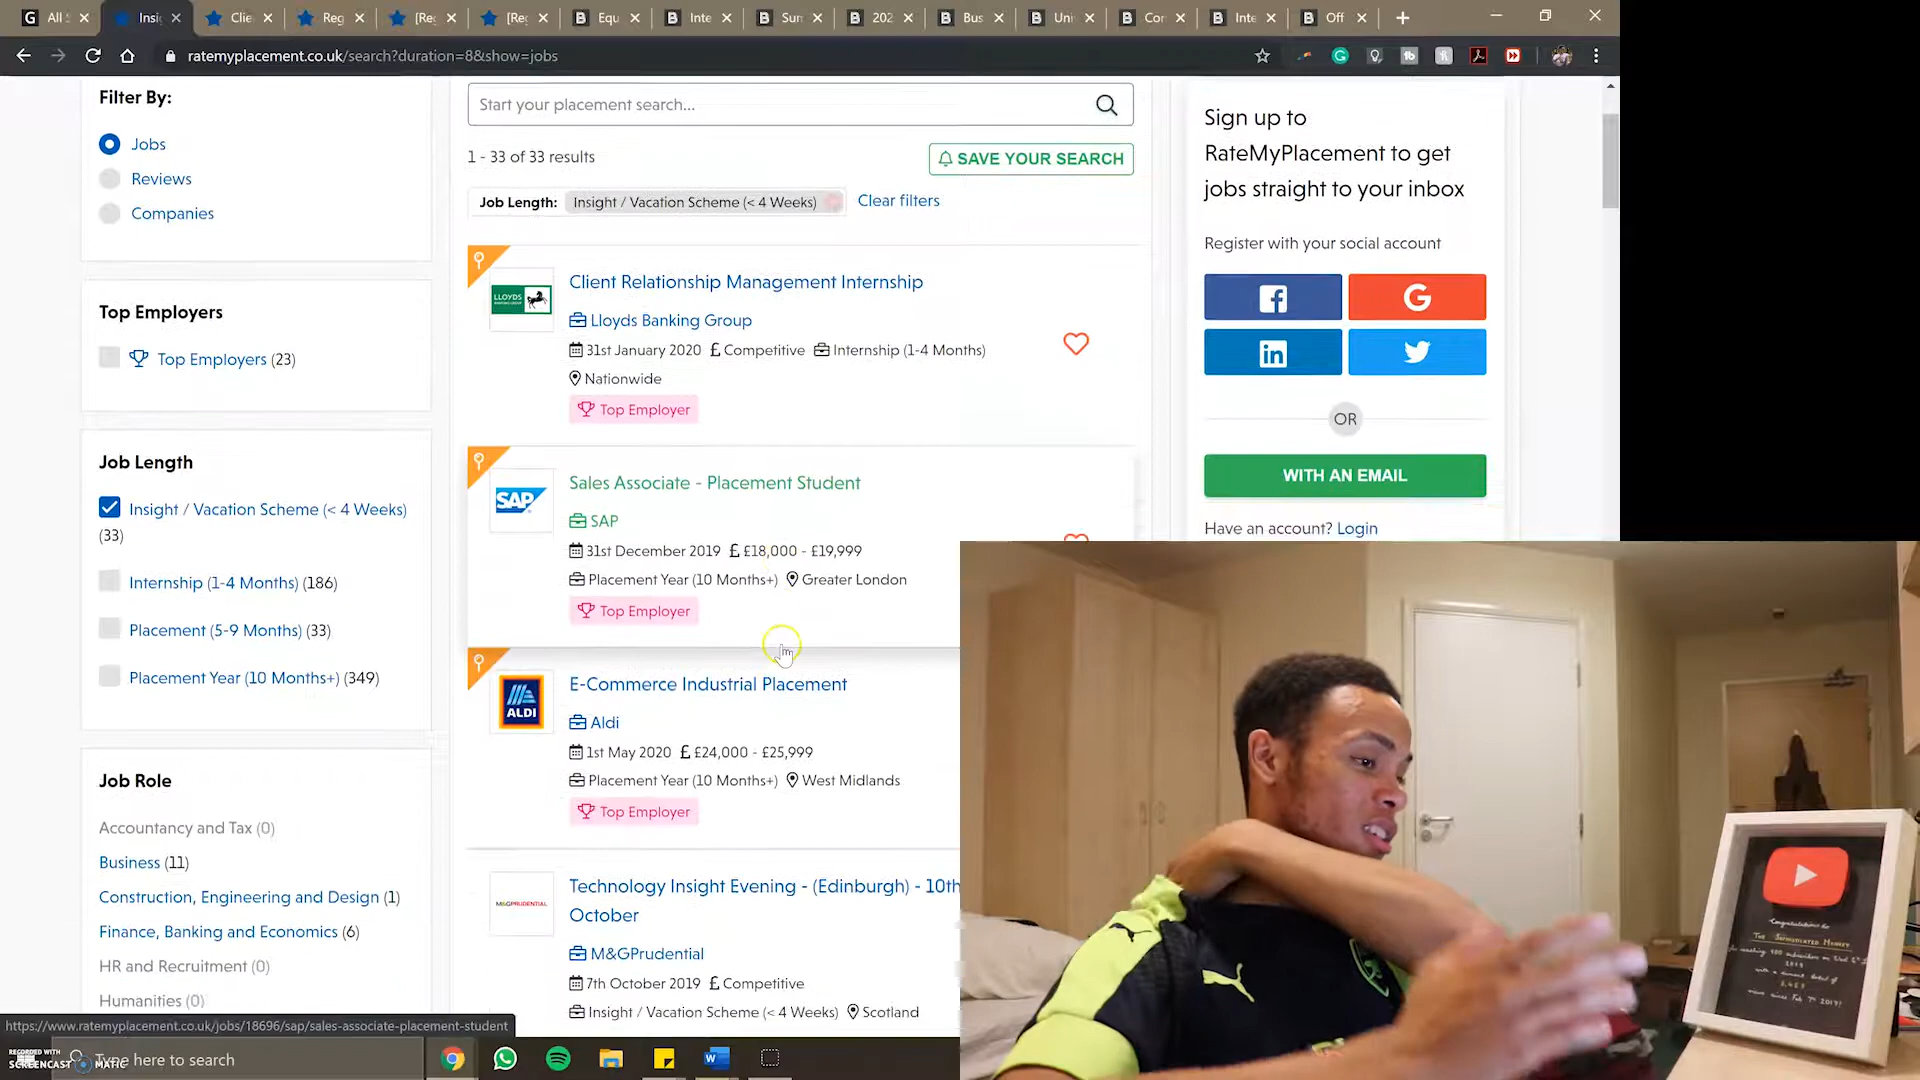 All
Insi
Clie
Reg
[Re
[Re
Equ
Inte
Sum
202
Bus
Uni
Cor
Inte
Off
ratemyplacement.co.uk/search?duration=8&show=jobs
Filter By:
Jobs
Reviews
Companies
Top Employers
Top Employers (23)
Job Length
Insight / Vacation Scheme (< 4 Weeks)
(33)
Internship (1-4 Months) (186)
Placement (5-9 Months) (33)
Placement Year (10 Months+) (349)
Job Role
Accountancy and Tax (0)
Business (11)
Construction, Engineering and Design (1)
Finance, Banking and Economics (6)
HR and Recruitment (0)
Humanities (0)
https://www.ratemyplacement.co.uk/jobs/18696/sap/sales-associate-placement-student
Start your placement search...
1 - 33 of 33 results
SAVE YOUR SEARCH
Job Length: Insight / Vacation Scheme (< 4 Weeks) Clear filters
LLOYDS
Client Relationship Management Internship
Lloyds Banking Group
31st January 2020 £ Competitive Internship (1-4 Months)
Nationwide
Top Employer
SAP
Sales Associate - Placement Student
SAP
31st December 2019 £ £18,000 - £19,999
Placement Year (10 Months+) Greater London
Top Employer
ALDI
E-Commerce Industrial Placement
Aldi
1st May 2020 £ £24,000 - £25,999
Placement Year (10 Months+) West Midlands
Top Employer
M&GPRUDENTIAL
Technology Insight Evening - (Edinburgh) - 10th
October
M&GPrudential
7th October 2019 £ Competitive
Insight / Vacation Scheme (< 4 Weeks) Scotland
Sign up to
RateMyPlacement to get
jobs straight to your inbox
Register with your social account
OR
WITH AN EMAIL
Have an account? Login
RECORDED WITH
SCREENCAST MATIC
Type here to search
Congratulations to
The Sophisticated Monkey